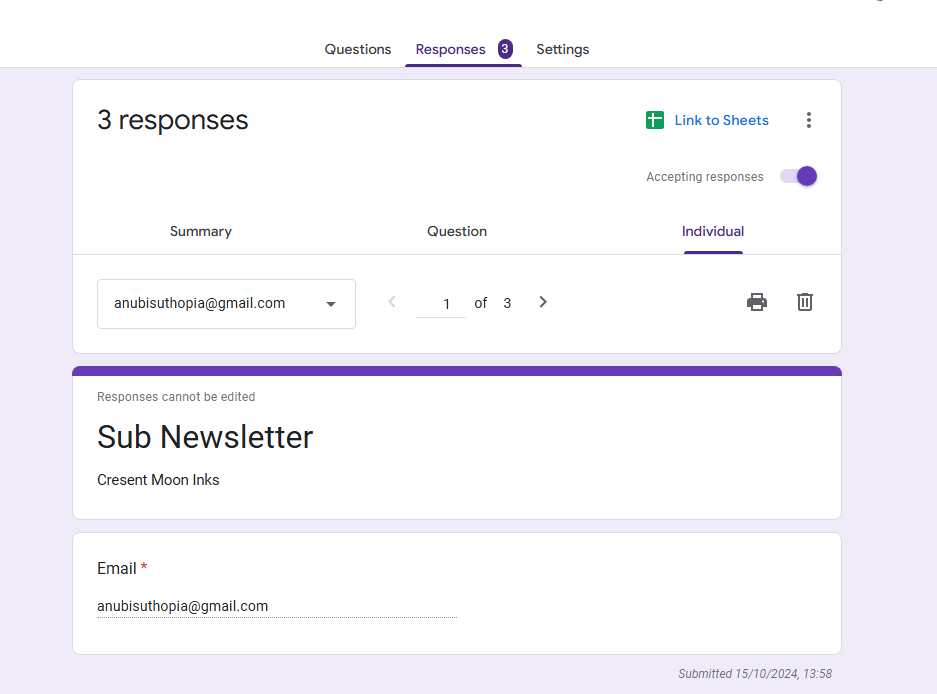 Questions Responses 3 Settings
3 responses
Link to Sheets
Accepting responses
Summary Question Individual
anubisuthopia@gmail.com 1 of 3
Responses cannot be edited
Sub Newsletter
Cresent Moon Inks
Email *
anubisuthopia@gmail.com
Submitted 15/10/2024, 13:58